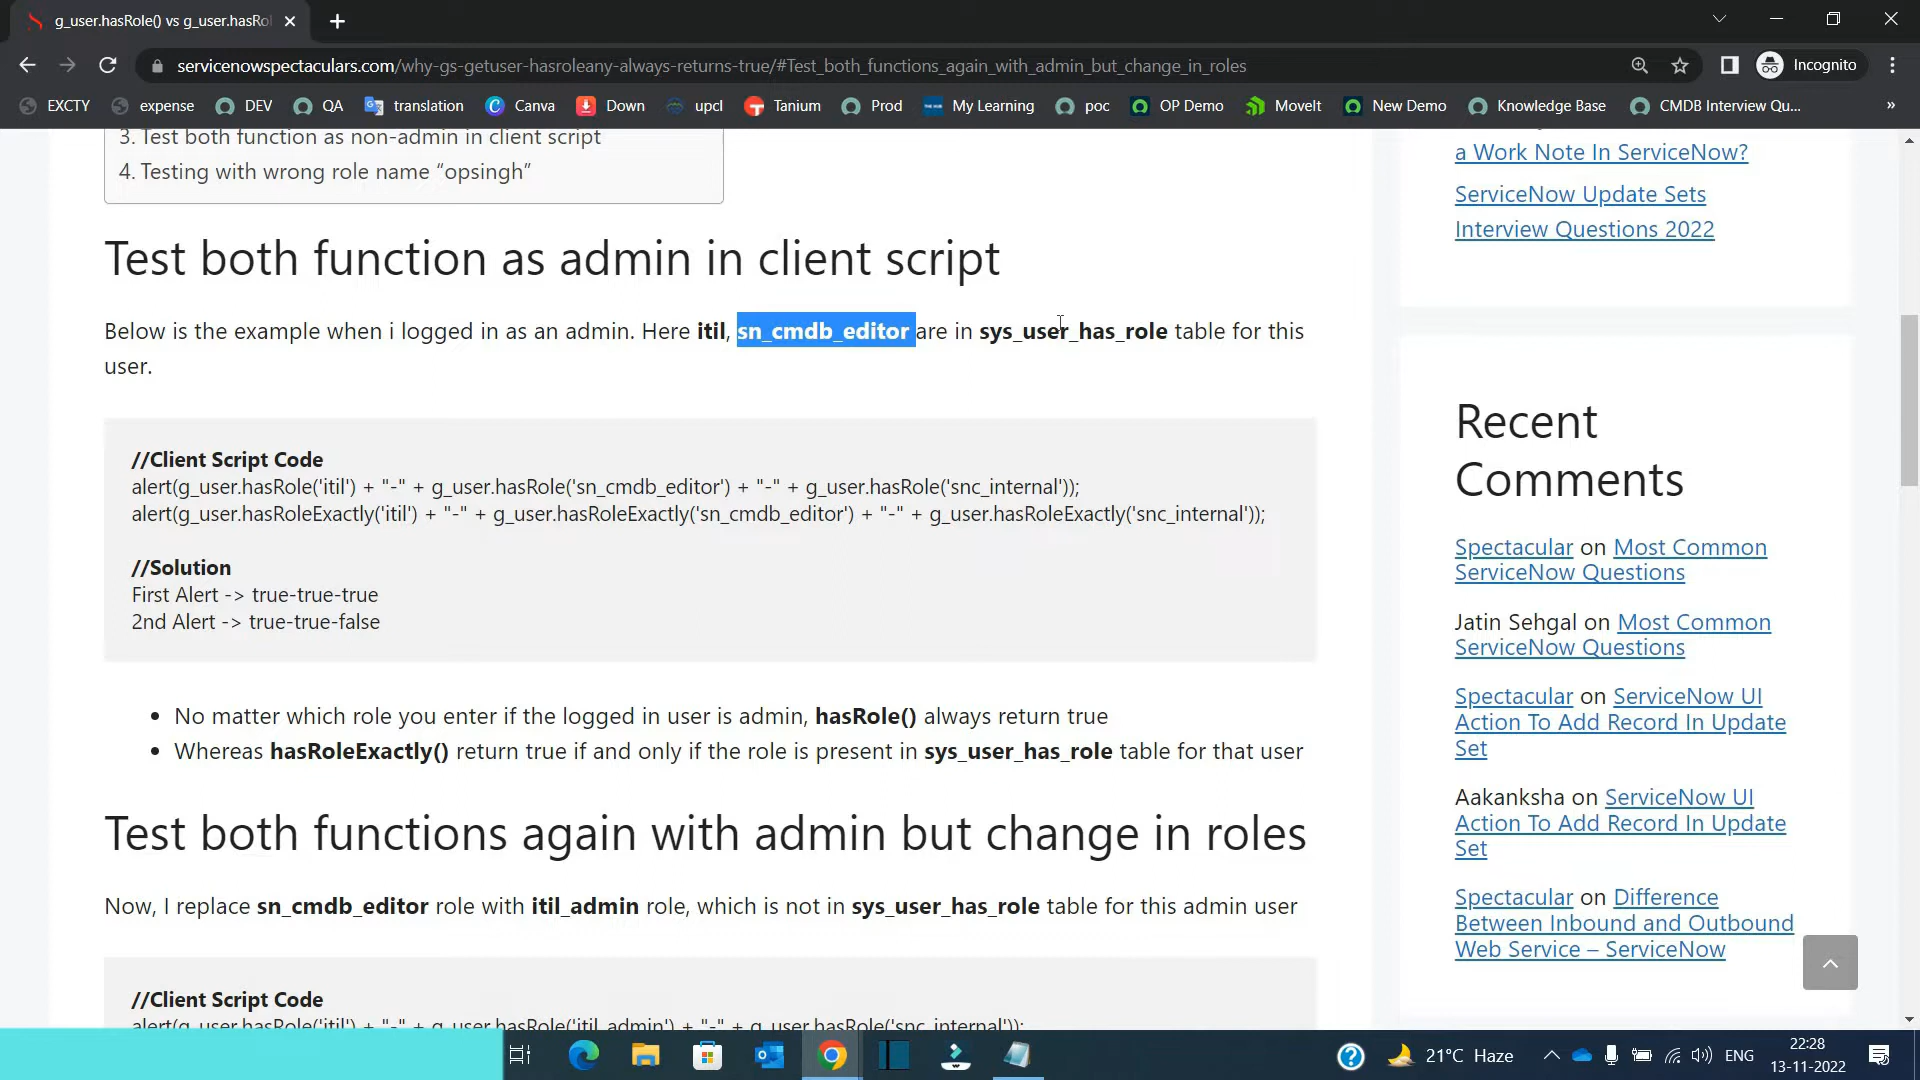 g_user.hasRole() vs g_user.hasRol
servicenowspectaculars.com/why-gs-getuser-hasroleany-always-returns-true/#Test_both_functions_again_with_admin_but_change_in_roles
Incognito
EXCTY expense DEV QA translation Canva Down upcl Tanium Prod My Learning poc OP Demo MoveIt New Demo Knowledge Base CMDB Interview Qu... »
3. Test both function as non-admin in client script
4. Testing with wrong role name “opsingh”
Test both function as admin in client script
Below is the example when i logged in as an admin. Here itil, sn_cmdb_editor are in sys_user_has_role table for this
user.
//Client Script Code
alert(g_user.hasRole('itil') + "-" + g_user.hasRole('sn_cmdb_editor') + "-" + g_user.hasRole('snc_internal'));
alert(g_user.hasRoleExactly('itil') + "-" + g_user.hasRoleExactly('sn_cmdb_editor') + "-" + g_user.hasRoleExactly('snc_internal'));
//Solution
First Alert -> true-true-true
2nd Alert -> true-true-false
• No matter which role you enter if the logged in user is admin, hasRole() always return true
• Whereas hasRoleExactly() return true if and only if the role is present in sys_user_has_role table for that user
Test both functions again with admin but change in roles
Now, I replace sn_cmdb_editor role with itil_admin role, which is not in sys_user_has_role table for this admin user
//Client Script Code
alert(g_user.hasRole('itil') + "-" + g_user.hasRole('itil_admin') + "-" + g_user.hasRole('snc_internal'));
a Work Note In ServiceNow?
ServiceNow Update Sets
Interview Questions 2022
Recent
Comments
Spectacular on Most Common
ServiceNow Questions
Jatin Sehgal on Most Common
ServiceNow Questions
Spectacular on ServiceNow UI
Action To Add Record In Update
Set
Aakanksha on ServiceNow UI
Action To Add Record In Update
Set
Spectacular on Difference
Between Inbound and Outbound
Web Service – ServiceNow
21°C Haze
ENG
22:28
13-11-2022